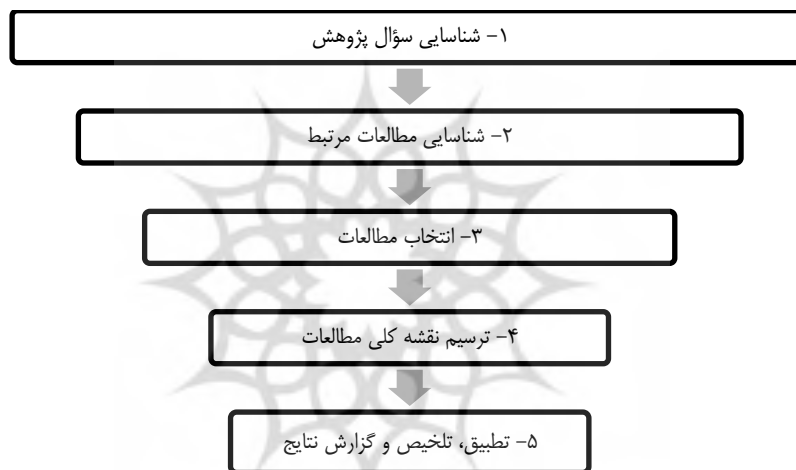 ۱- شناسایی سؤال پژوهش
۲- شناسایی مطالعات مرتبط
۳- انتخاب مطالعات
۴- ترسیم نقشه کلی مطالعات
۵- تطبیق، تلخیص و گزارش نتایج